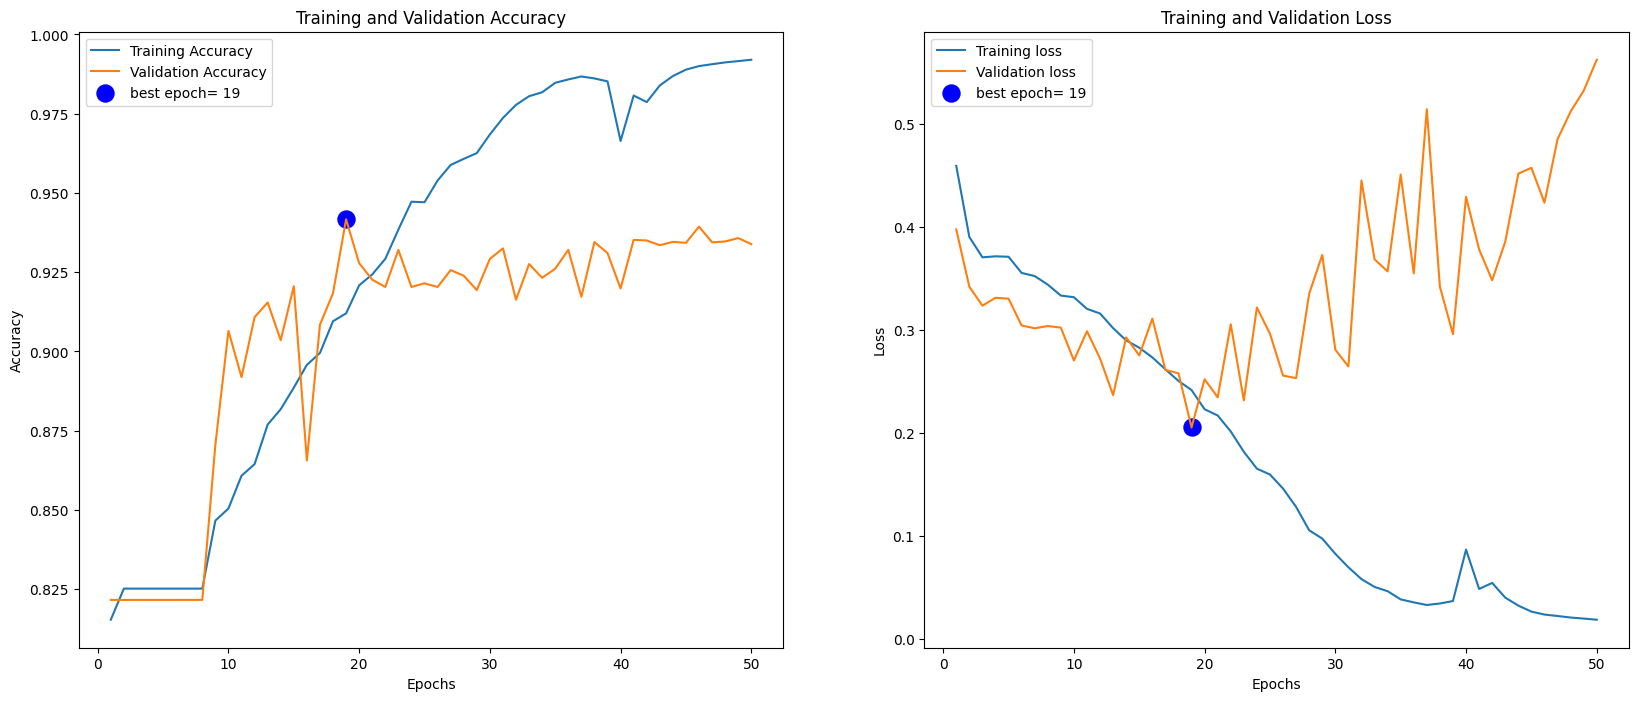 Training and Validation Accuracy
Training Accuracy
Validation Accuracy
best epoch= 19
1.000
0.975
0.950
0.925
0.900
0.875
0.850
0.825
Accuracy
0
10
20
30
40
50
Epochs
Training and Validation Loss
Training loss
Validation loss
best epoch= 19
0.5
0.4
0.3
0.2
0.1
0.0
Loss
0
10
20
30
40
50
Epochs